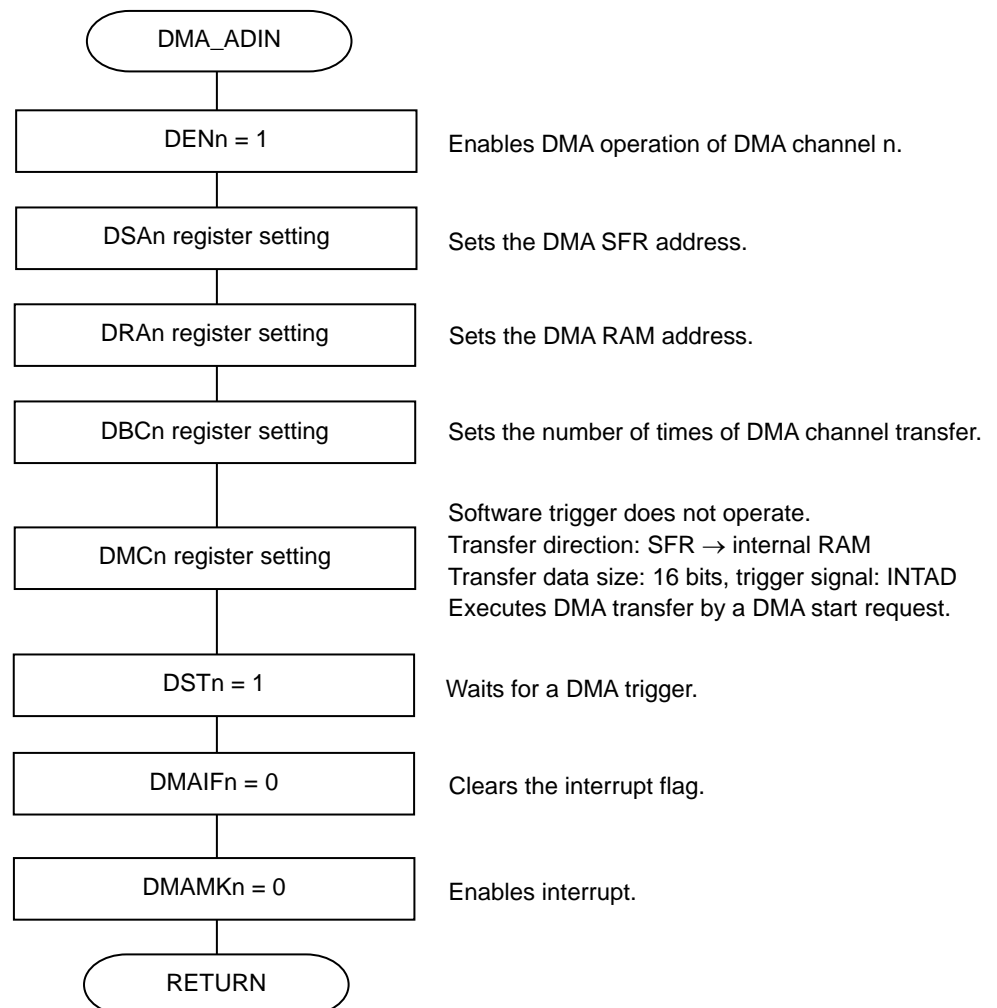 DMA_ADIN
DENn = 1
Enables DMA operation of DMA channel n.
DSAn register setting
Sets the DMA SFR address.
DRAn register setting
Sets the DMA RAM address.
DBCn register setting
Sets the number of times of DMA channel transfer.
DMCn register setting
Software trigger does not operate.
Transfer direction: SFR → internal RAM
Transfer data size: 16 bits, trigger signal: INTAD
Executes DMA transfer by a DMA start request.
DSTn = 1
Waits for a DMA trigger.
DMAIFn = 0
Clears the interrupt flag.
DMAMKn = 0
Enables interrupt.
RETURN